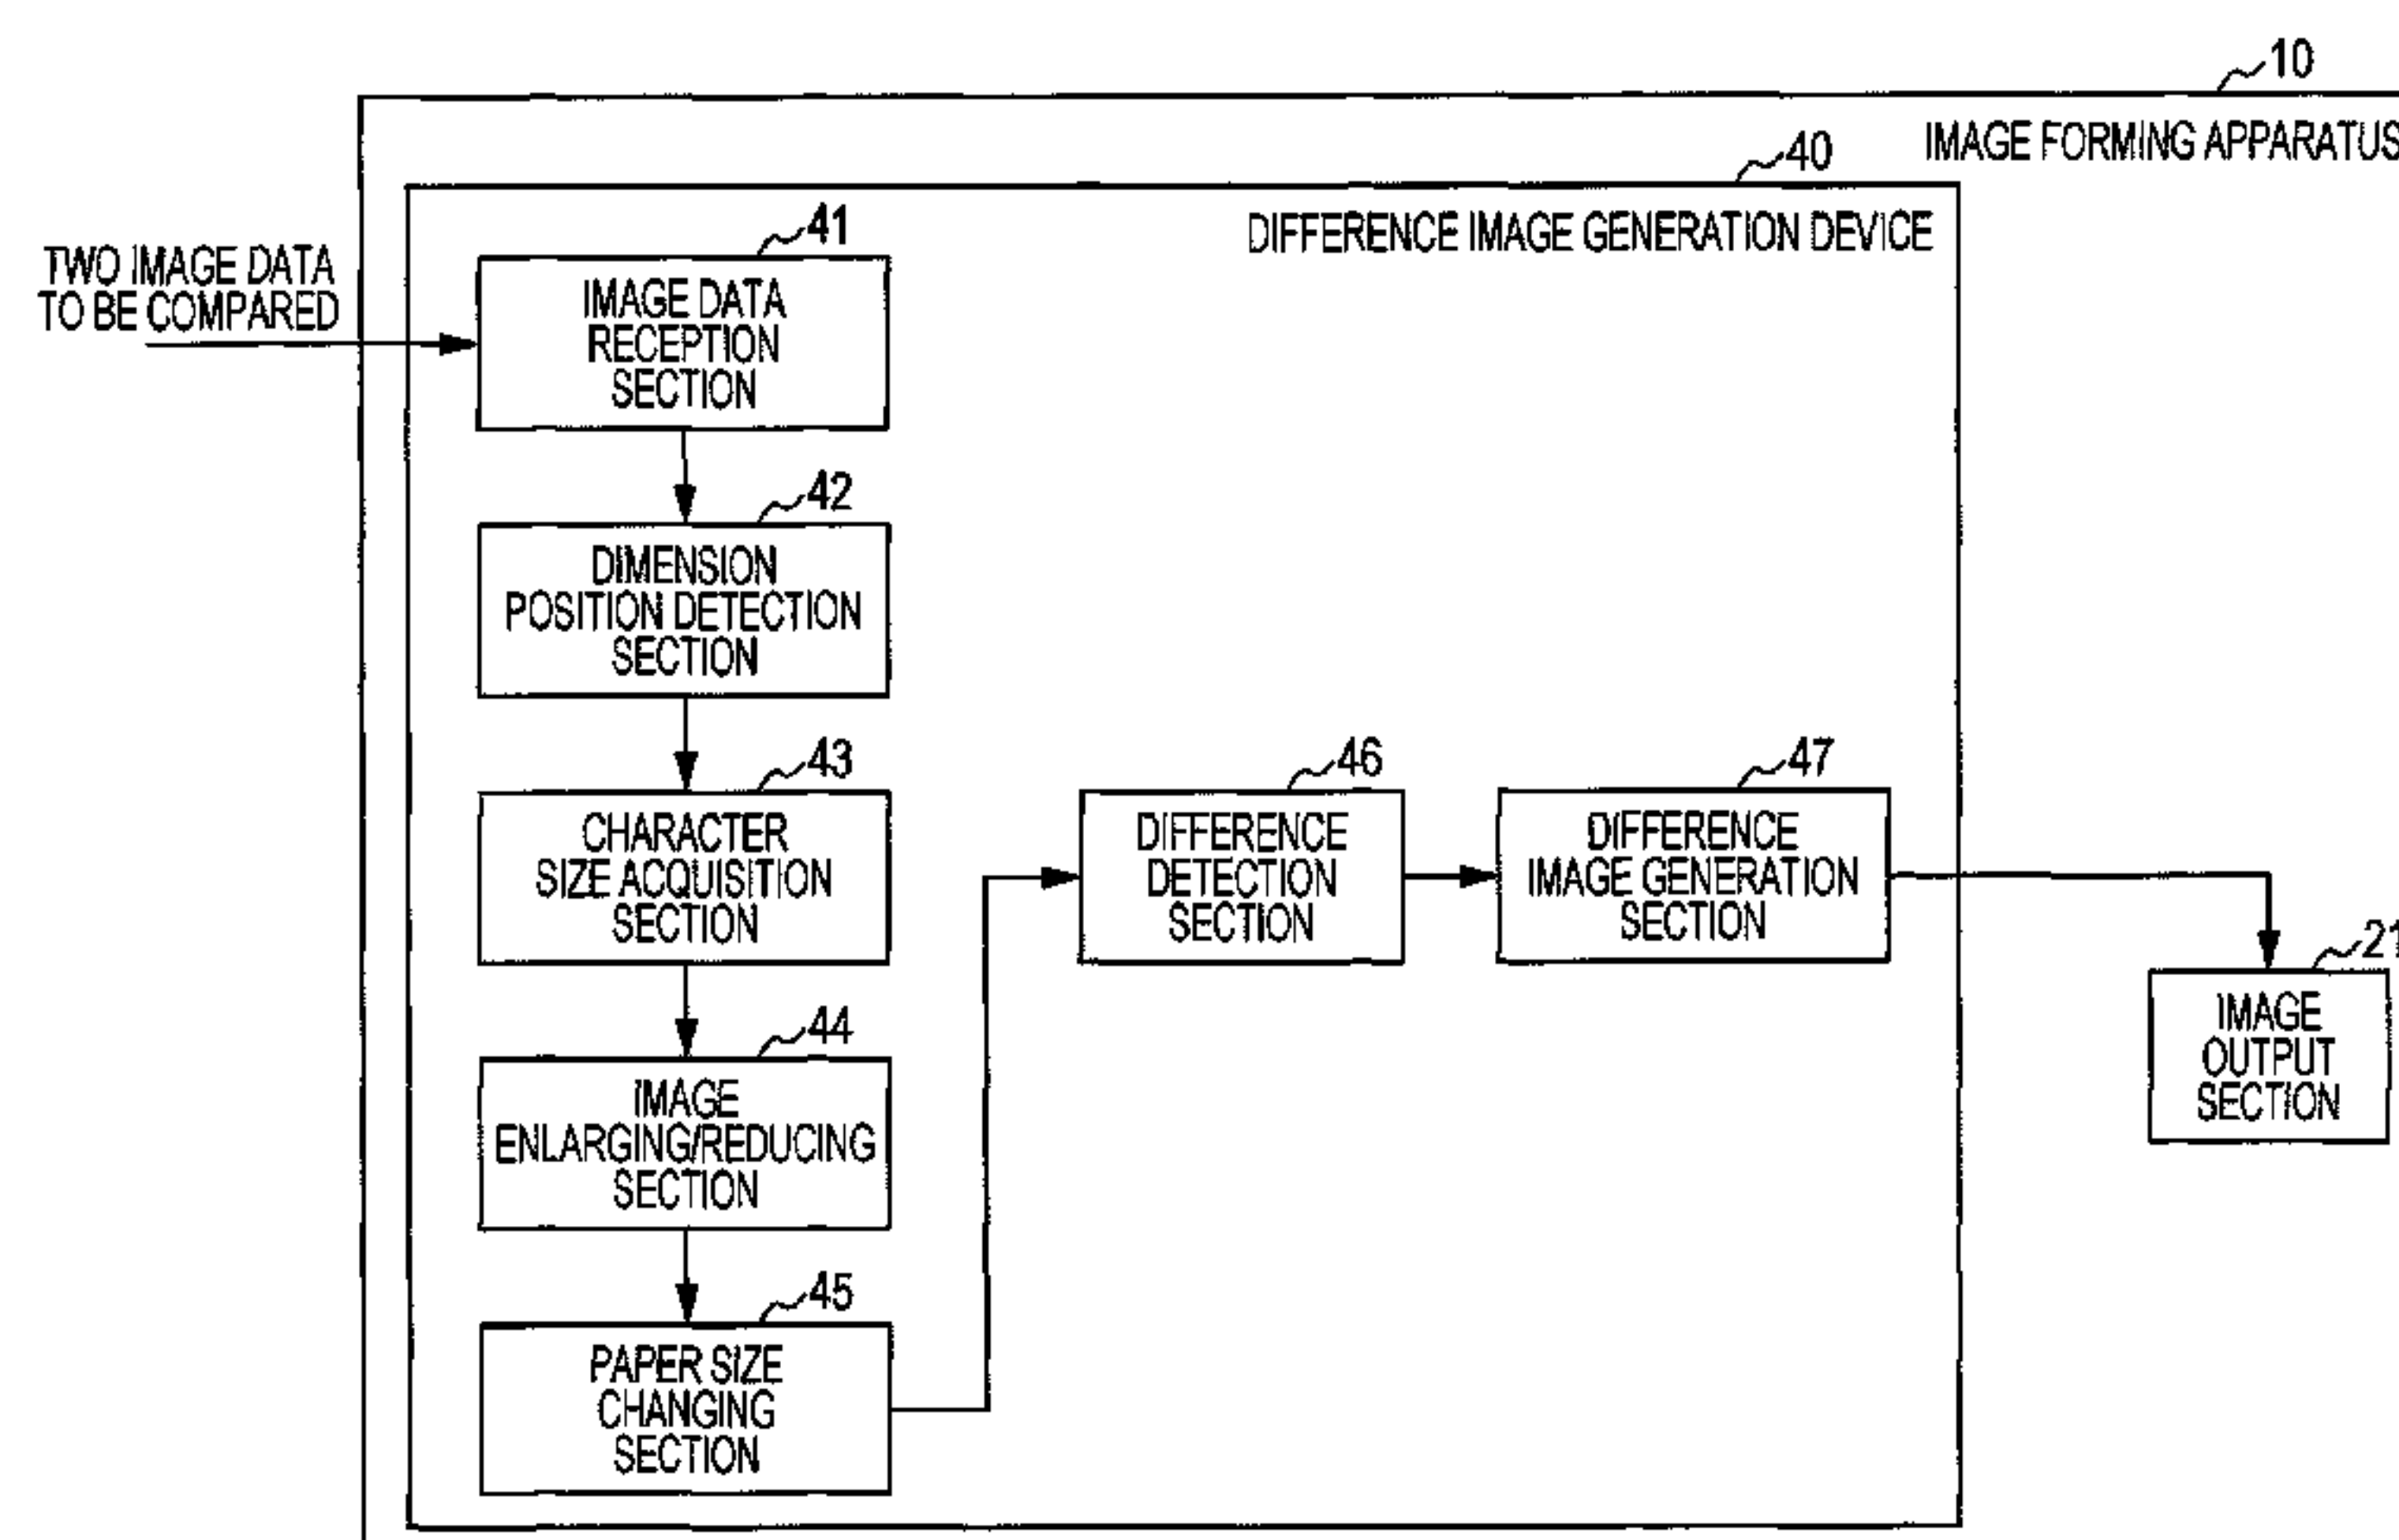 10
IMAGE FORMING APPARATUS
40
DIFFERENCE IMAGE GENERATION DEVICE
TWO IMAGE DATA
TO BE COMPARED
41
IMAGE DATA
RECEPTION
SECTION
42
DIMENSION
POSITION DETECTION
SECTION
43
CHARACTER
SIZE ACQUISITION
SECTION
44
IMAGE
ENLARGING/REDUCING
SECTION
45
PAPER SIZE
CHANGING
SECTION
46
DIFFERENCE
DETECTION
SECTION
47
DIFFERENCE
IMAGE GENERATION
SECTION
21
IMAGE
OUTPUT
SECTION